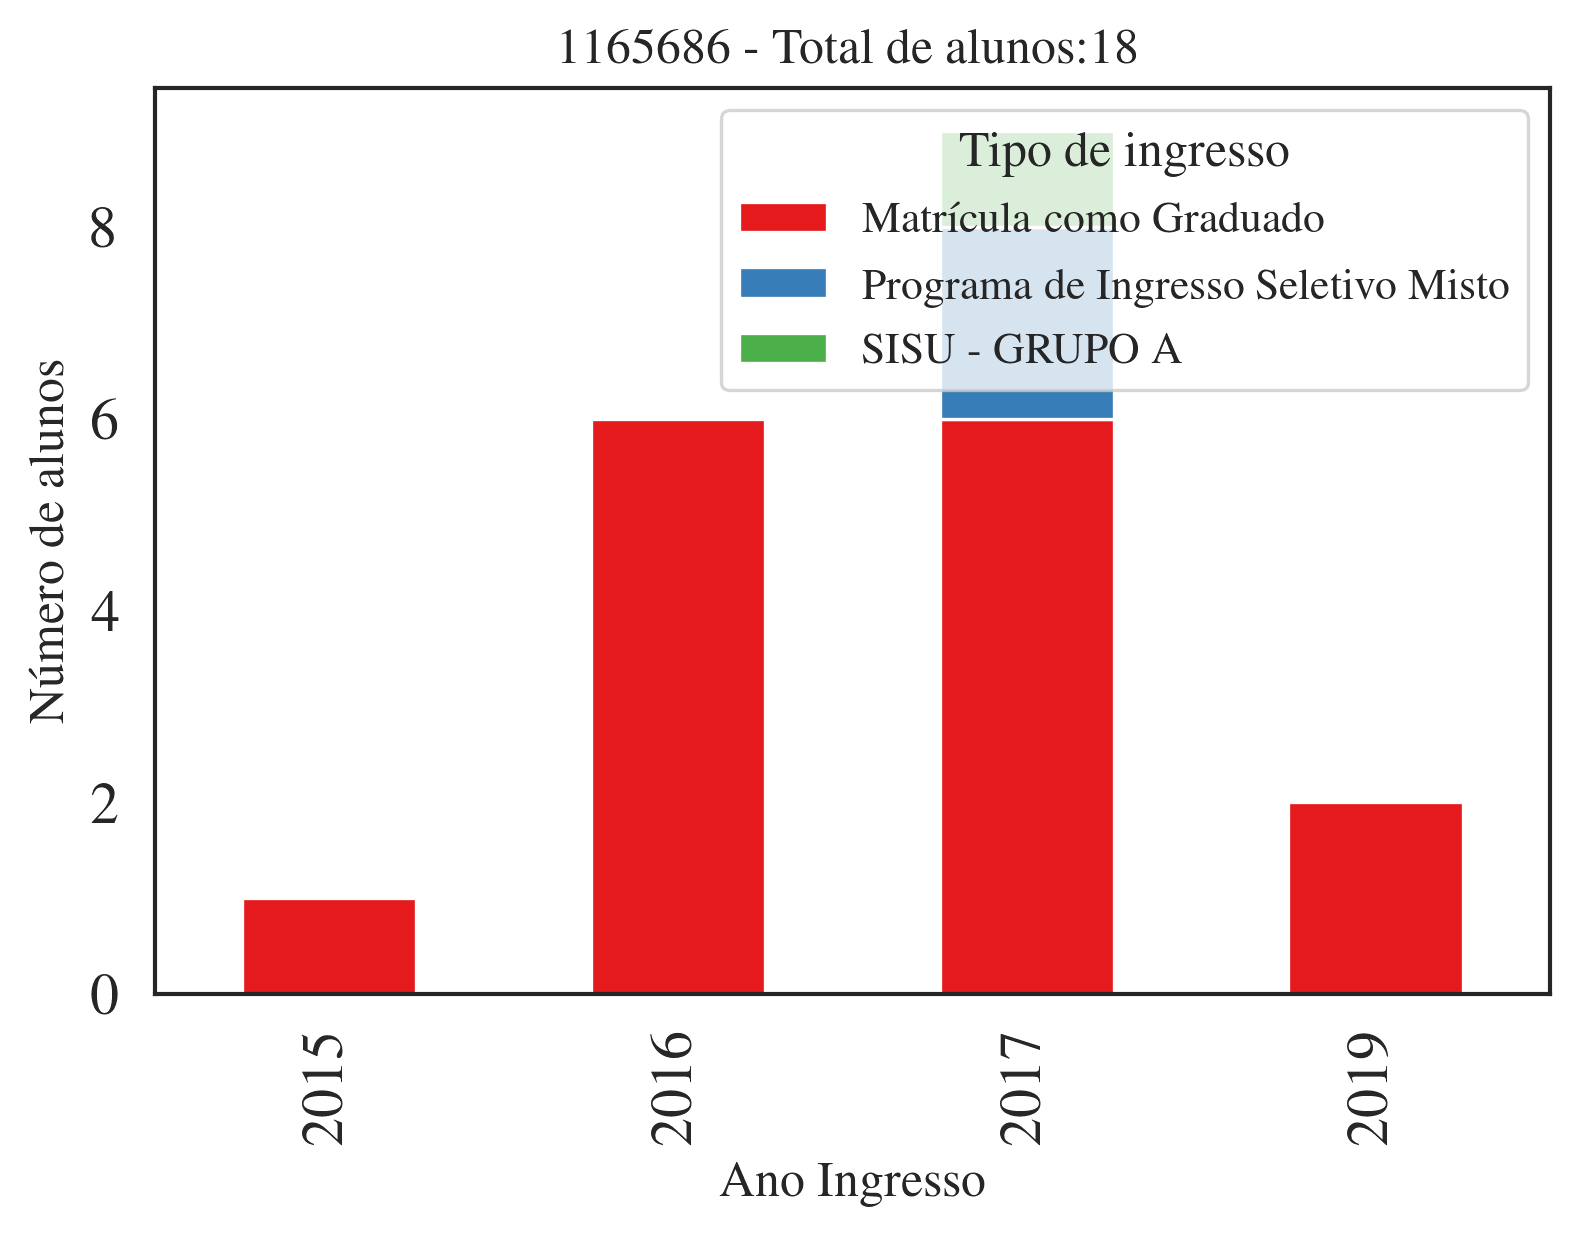 1165686 - Total de alunos:18
Tipo de ingresso
Matrícula como Graduado
Programa de Ingresso Seletivo Misto
SISU - GRUPO A
Número de alunos
8
6
4
2
0
2015
2016
2017
2019
Ano Ingresso